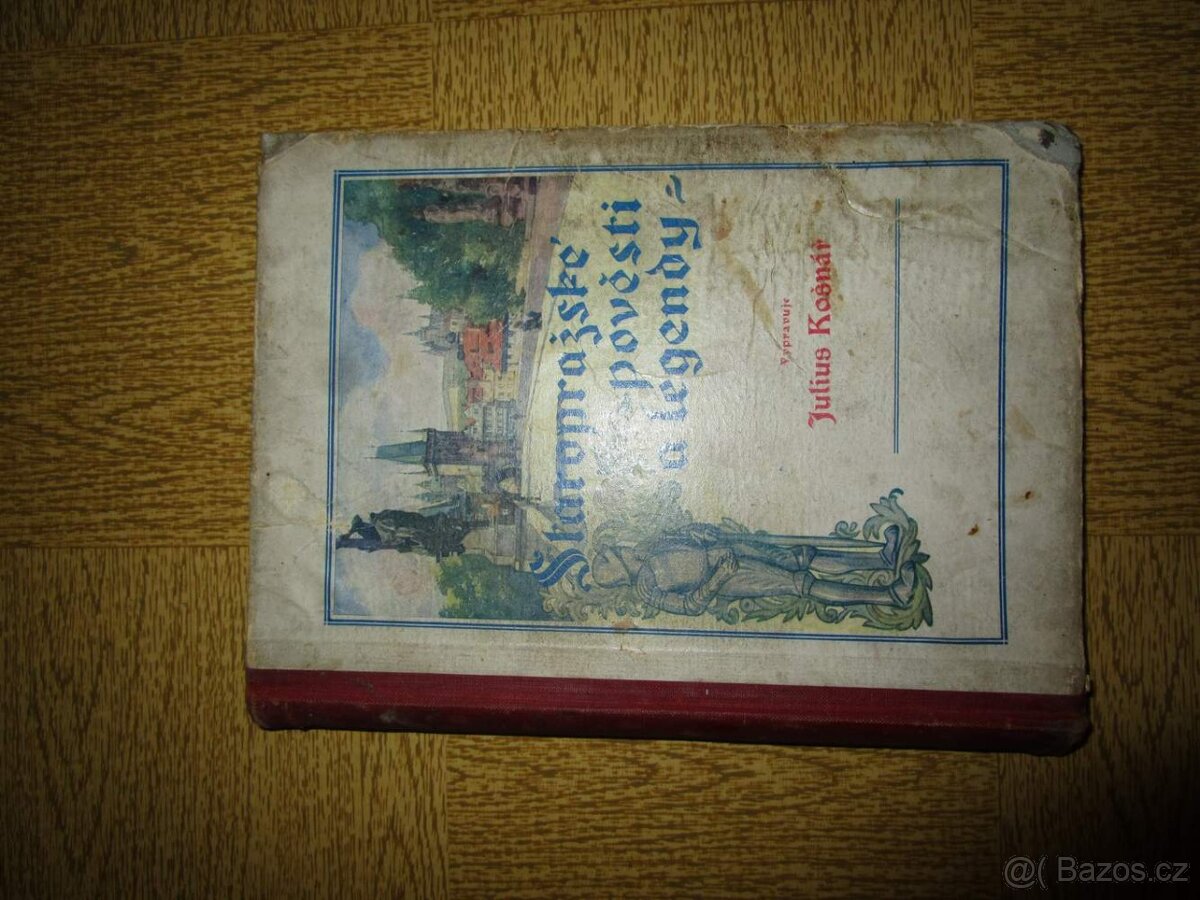 Staropražské
pověsti
a legendy
Vypravuje
Julius Košnář
@( Bazos.cz